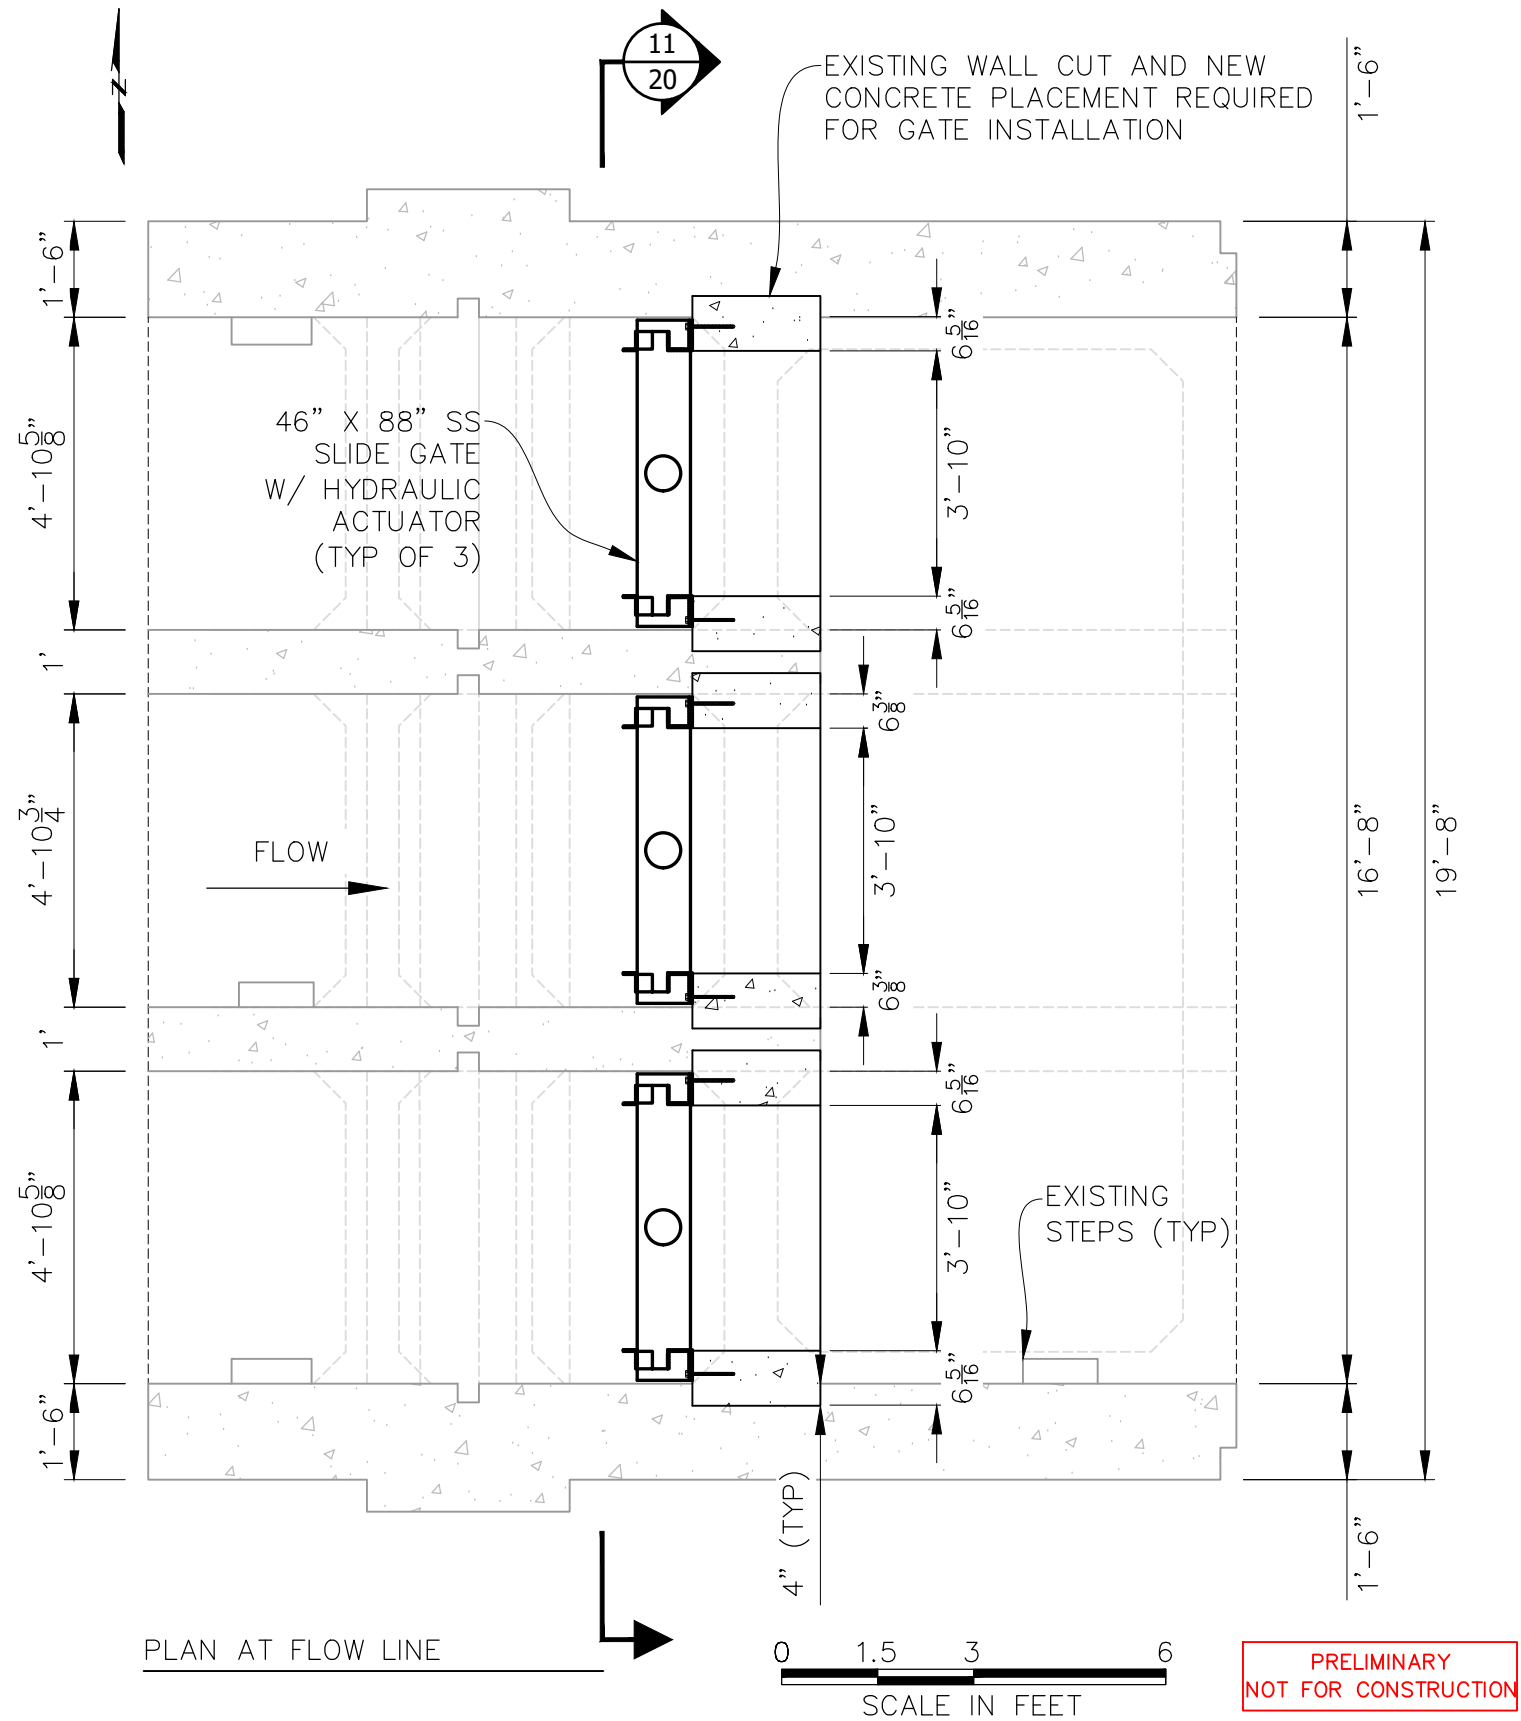 N
11
20
EXISTING WALL CUT AND NEW
CONCRETE PLACEMENT REQUIRED
FOR GATE INSTALLATION
1'-6"
1'-6"
4'-10 5/8"
1'
4'-10 3/4"
1'
4'-10 5/8"
1'-6"
46" X 88" SS
SLIDE GATE
W/ HYDRAULIC
ACTUATOR
(TYP OF 3)
FLOW
6 5/16"
3'-10"
6 5/16"
6 3/8"
3'-10"
6 3/8"
6 5/16"
3'-10"
6 5/16"
16'-8"
19'-8"
EXISTING
STEPS (TYP)
4" (TYP)
1'-6"
PLAN AT FLOW LINE
0 1.5 3 6
SCALE IN FEET
PRELIMINARY
NOT FOR CONSTRUCTION